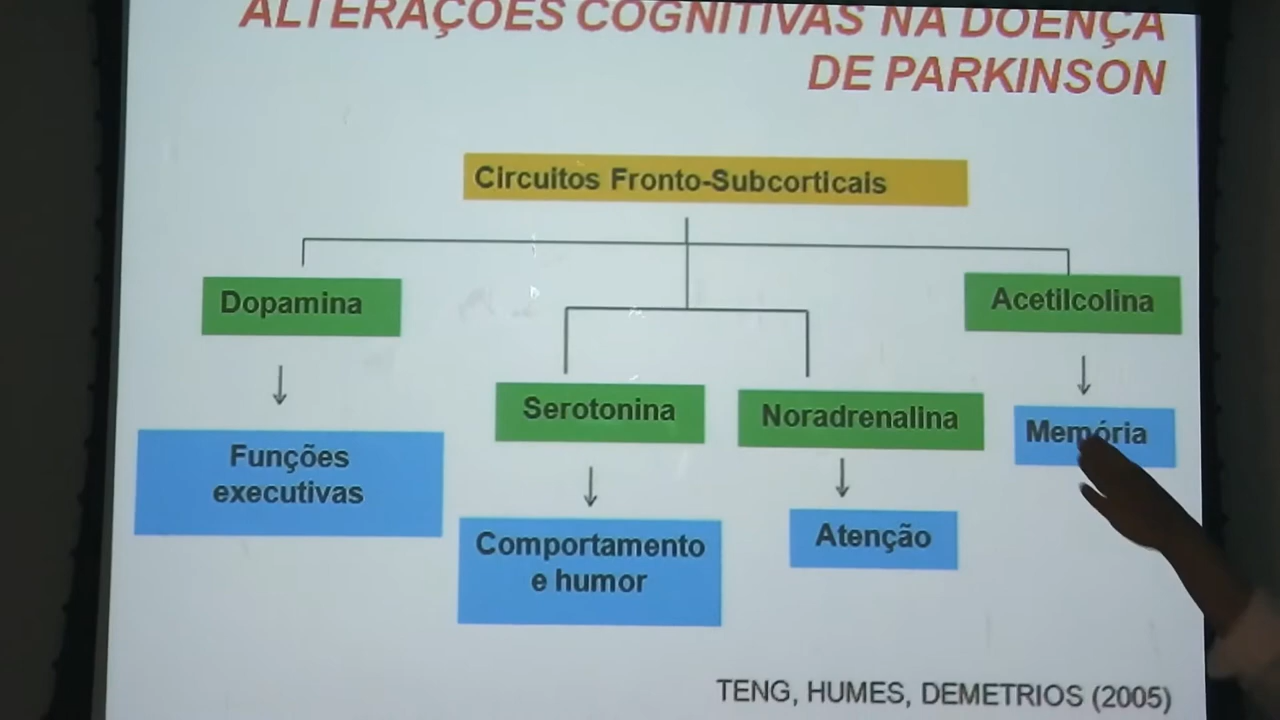 ALTERAÇÕES COGNITIVAS NA DOENÇA
DE PARKINSON
Circuitos Fronto-Subcorticais
Dopamina
Acetilcolina
Serotonina
Noradrenalina
Memória
Funções
executivas
Comportamento
e humor
Atenção
TENG, HUMES, DEMETRIOS (2005)